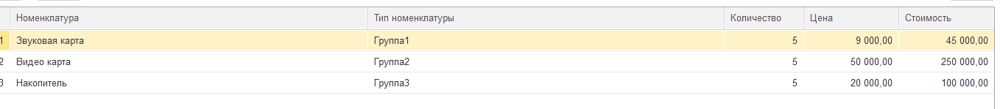 Номенклатура Тип номенклатуры Количество Цена Стоимость
1 Звуковая карта Группа1 5 9 000,00 45 000,00
2 Видео карта Группа2 5 50 000,00 250 000,00
3 Накопитель Группа3 5 20 000,00 100 000,00